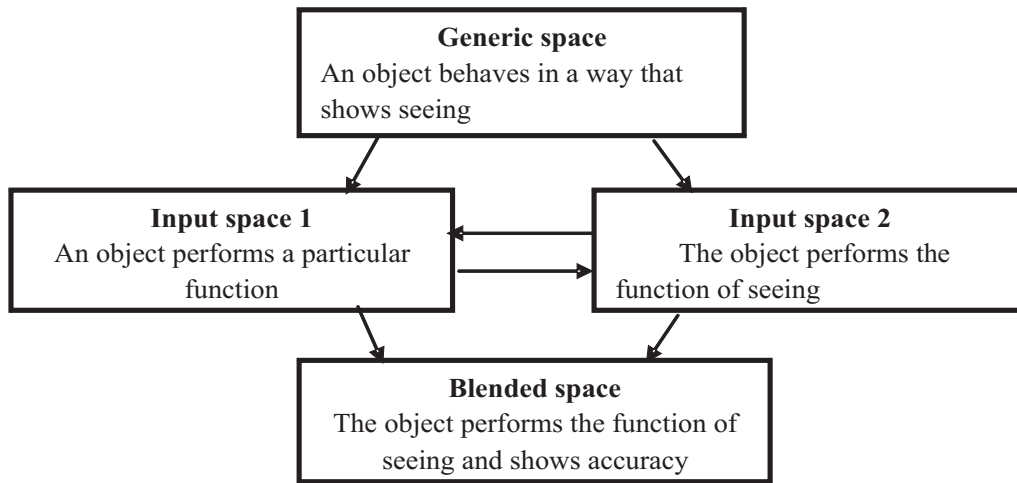 Generic space
An object behaves in a way that
shows seeing
Input space 1
An object performs a particular
function
Input space 2
The object performs the
function of seeing
Blended space
The object performs the function of
seeing and shows accuracy